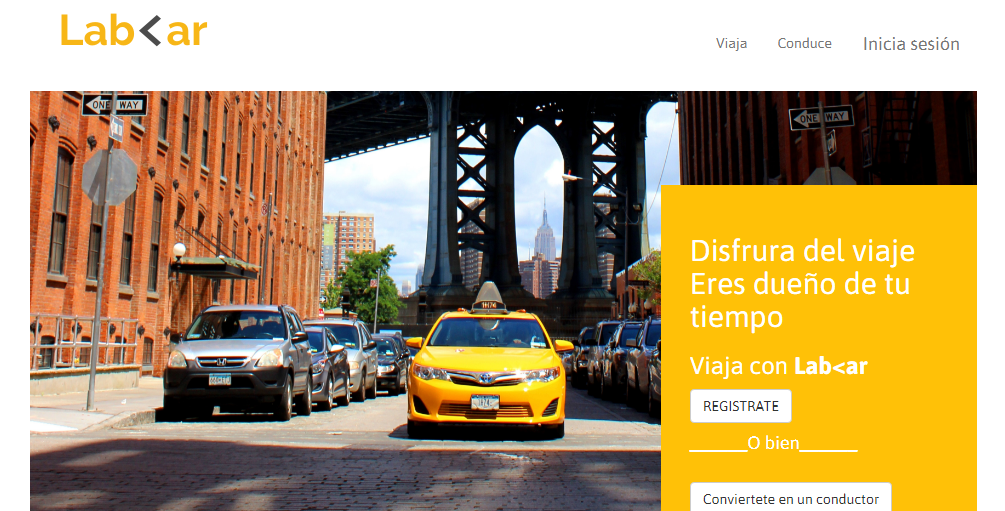 Lab<ar
Viaja
Conduce
Inicia sesión
ONE WAY
ONE WAY
Disfrura del viaje
Eres dueño de tu
tiempo
Viaja con Lab<ar
REGISTRATE
______O bien______
Conviertete en un conductor